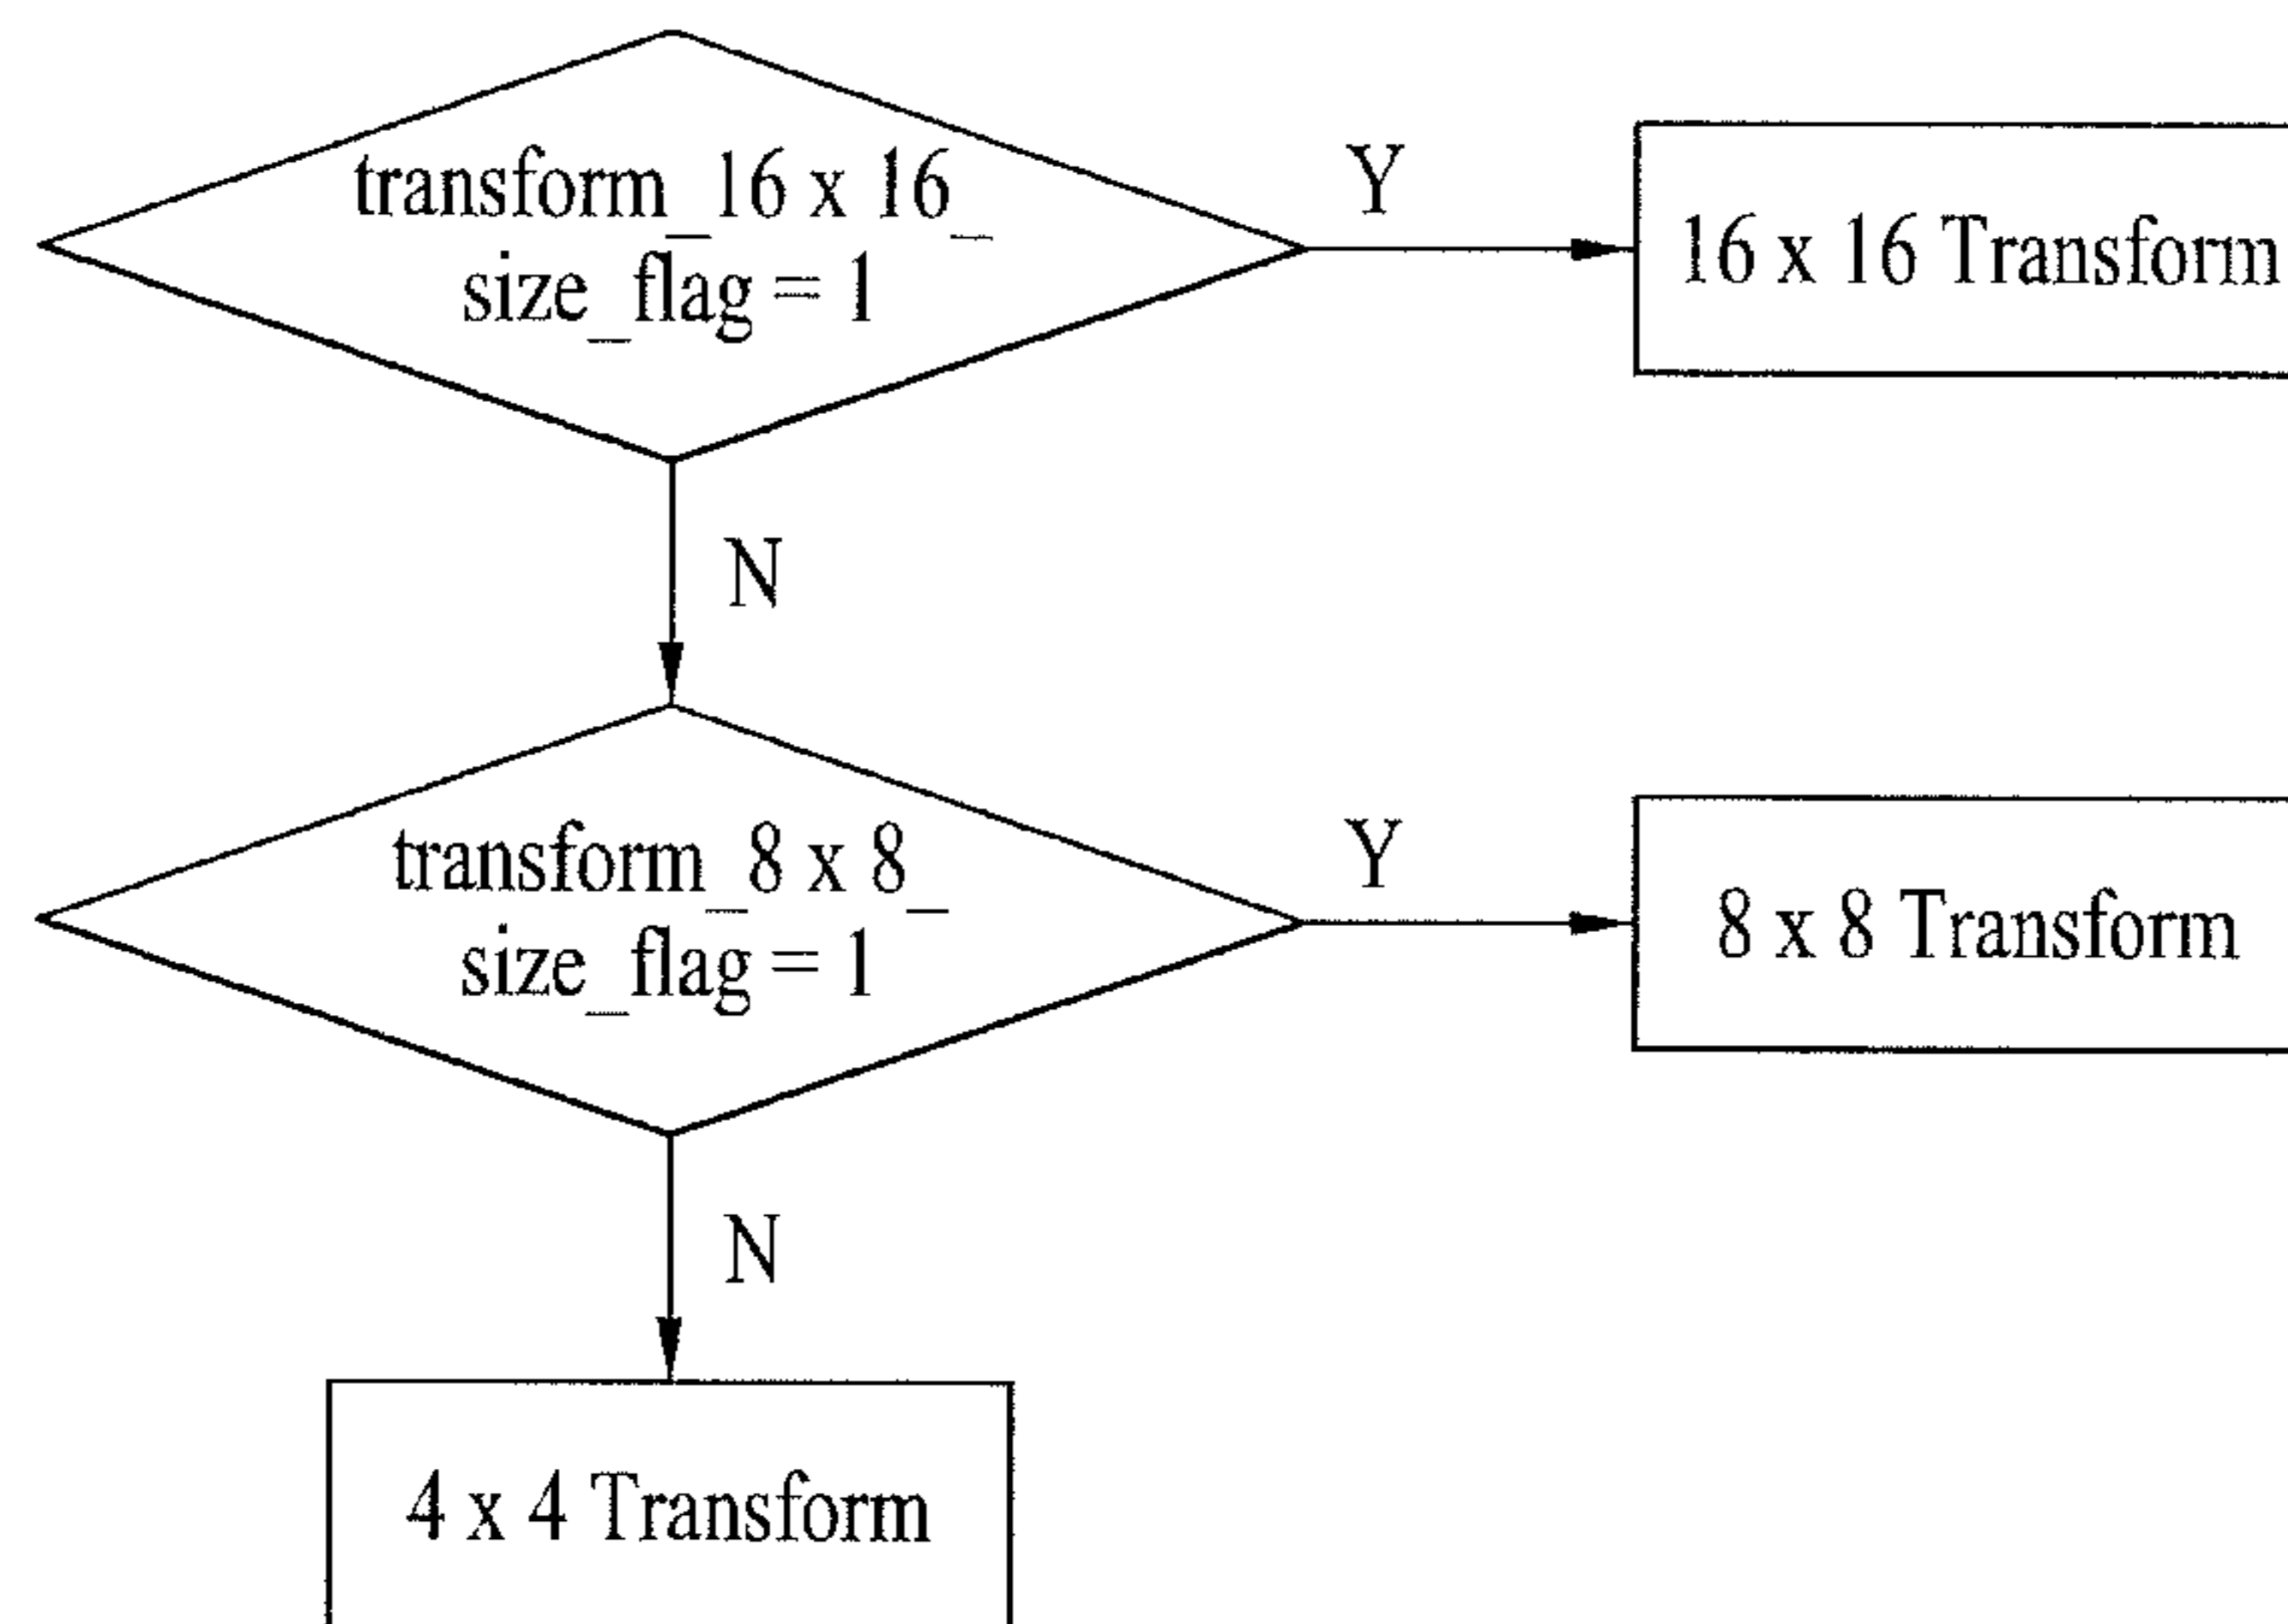 transform_16 x 16_
size_flag = 1
Y
16 x 16 Transform
N
transform_8 x 8_
size_flag = 1
Y
8 x 8 Transform
N
4 x 4 Transform